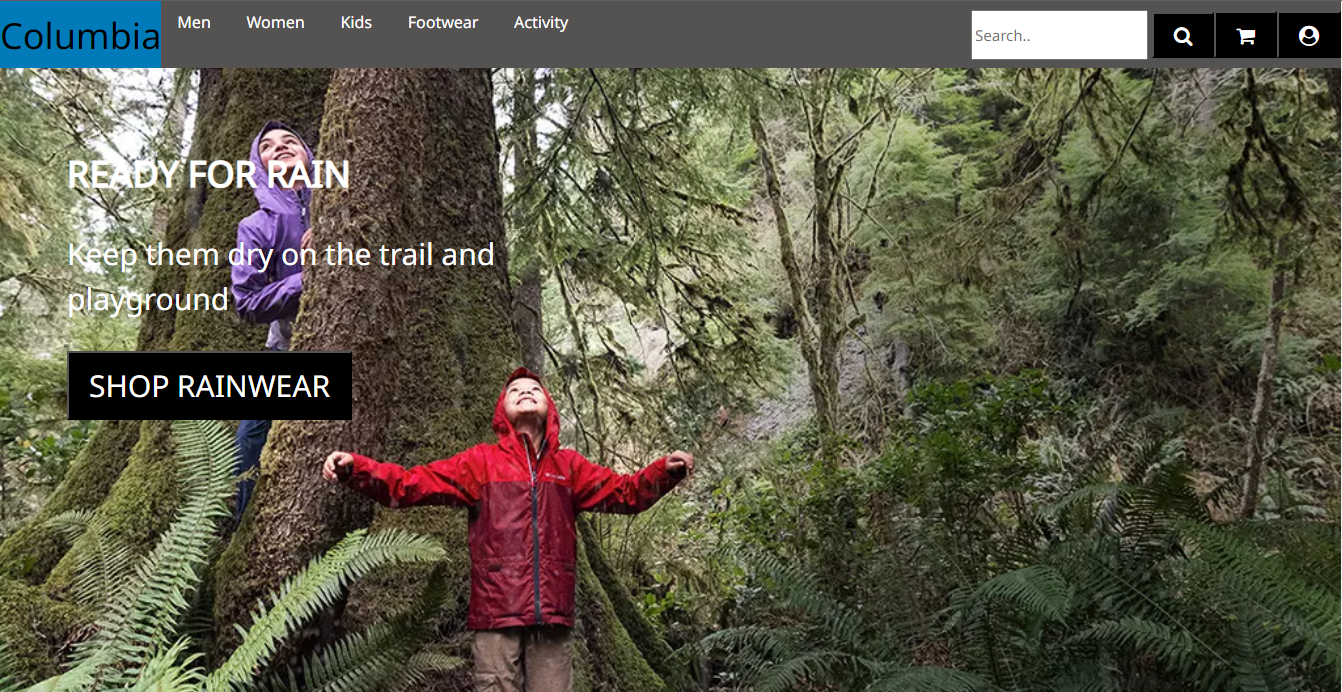 Columbia
Men Women Kids Footwear Activity
Search..
READY FOR RAIN
Keep them dry on the trail and
playground
SHOP RAINWEAR